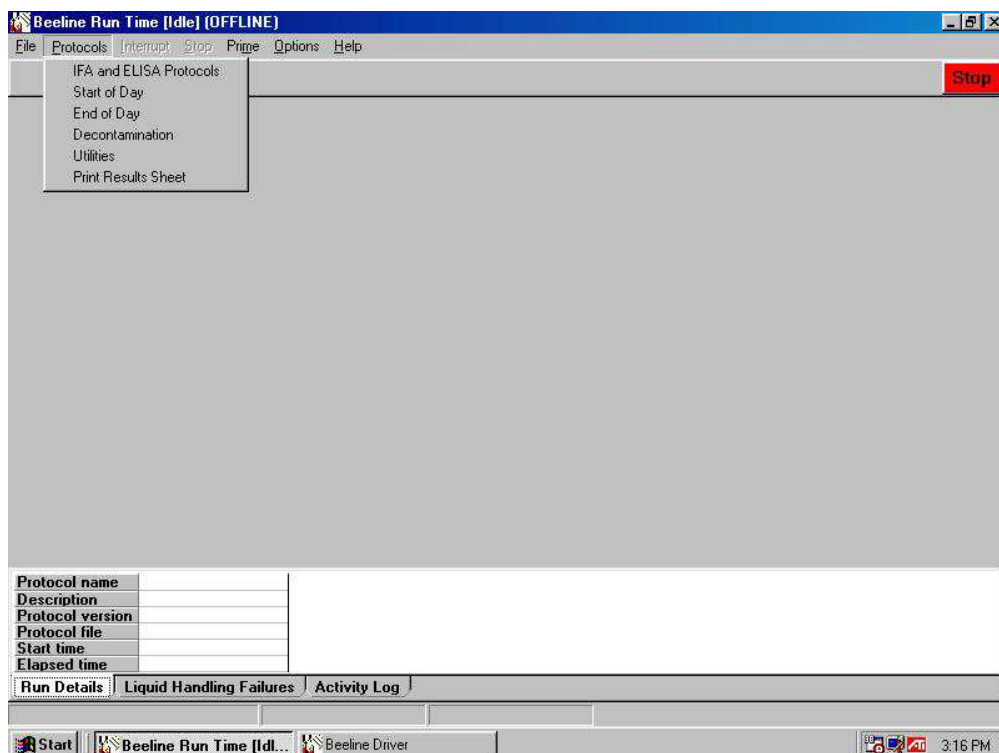 Beeline Run Time [Idle] (OFFLINE)
File Protocols Interrupt Stop Prime Options Help
IFA and ELISA Protocols
Stop
Start of Day
End of Day
Decontamination
Utilities
Print Results Sheet
Protocol name
Description
Protocol version
Protocol file
Start time
Elapsed time
Run Details Liquid Handling Failures Activity Log
Start Beeline Run Time [Idl... Beeline Driver ATI 3:16 PM